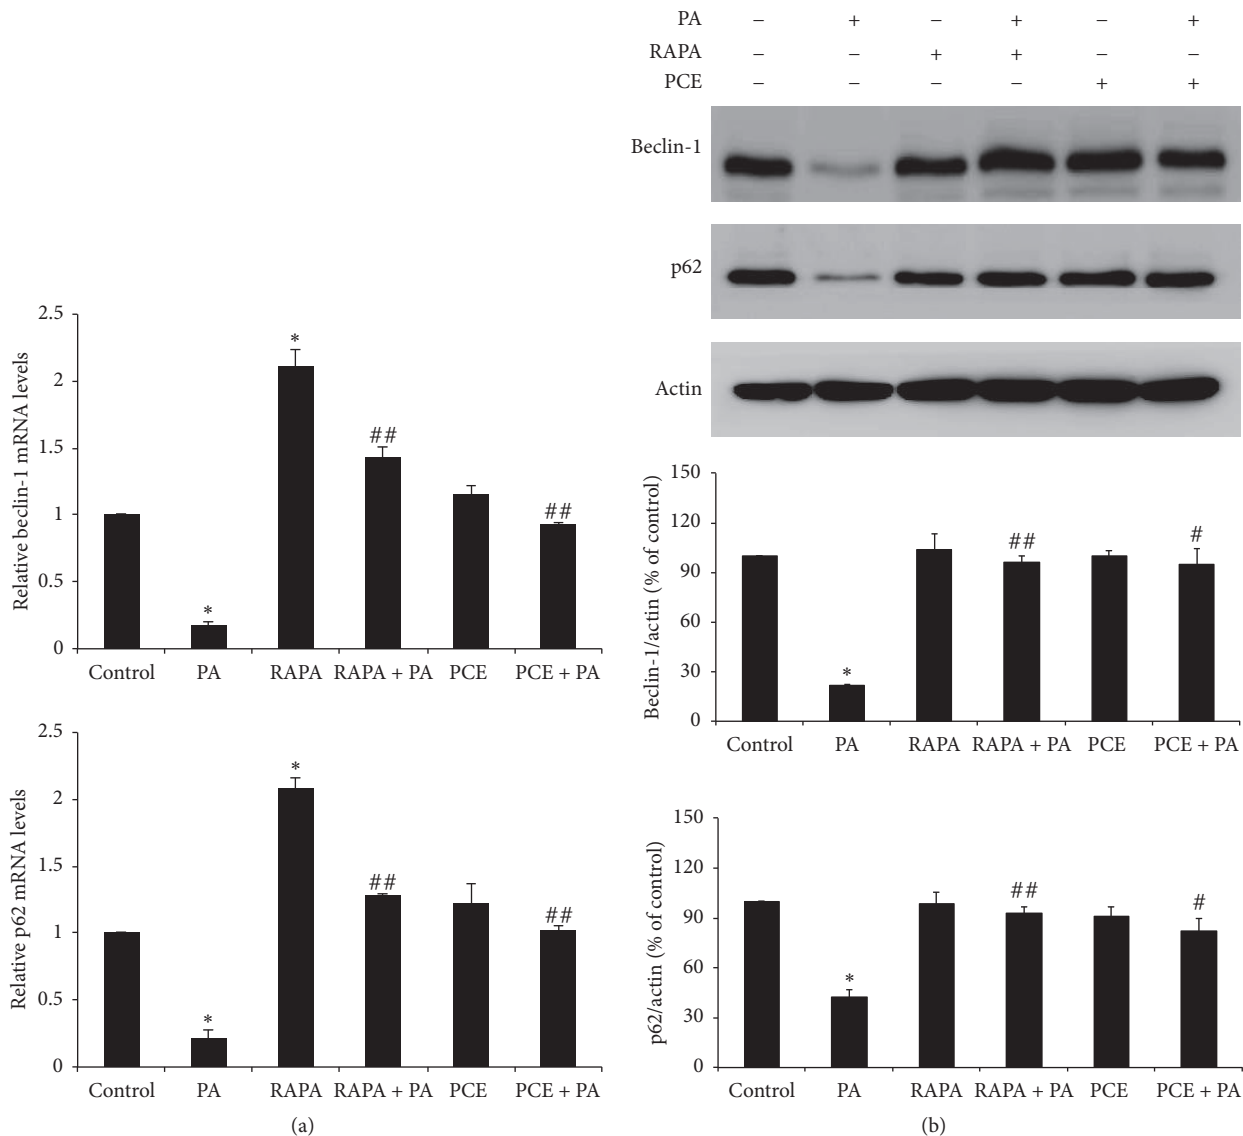 PA – + – + – +
RAPA – – + + – –
PCE – – – – + +
Beclin-1
p62
Actin
Relative beclin-1 mRNA levels
2.5
2
1.5
1
0.5
0
*
*
##
##
Control PA RAPA RAPA + PA PCE PCE + PA
Relative p62 mRNA levels
2.5
2
1.5
1
0.5
0
*
*
##
##
Control PA RAPA RAPA + PA PCE PCE + PA
(a)
Beclin-1/actin (% of control)
150
120
90
60
30
0
*
##
#
Control PA RAPA RAPA + PA PCE PCE + PA
p62/actin (% of control)
150
120
90
60
30
0
*
##
#
Control PA RAPA RAPA + PA PCE PCE + PA
(b)